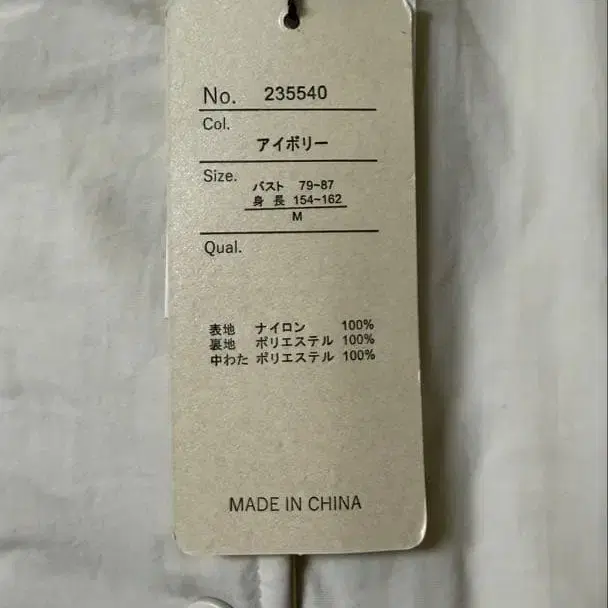 No. 235540
Col.
アイボリー
Size.
バスト 79-87
身長 154-162
M
Qual.
表地 ナイロン 100%
裏地 ポリエステル 100%
中わた ポリエステル 100%
MADE IN CHINA